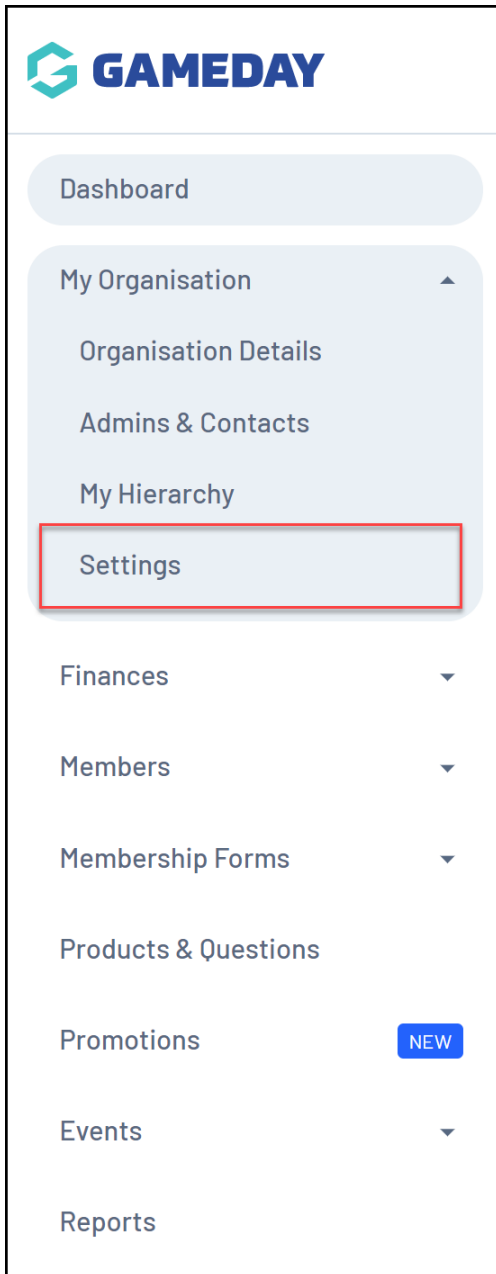 GAMEDAY
Dashboard
My Organisation
Organisation Details
Admins & Contacts
My Hierarchy
Settings
Finances
Members
Membership Forms
Products & Questions
Promotions NEW
Events
Reports